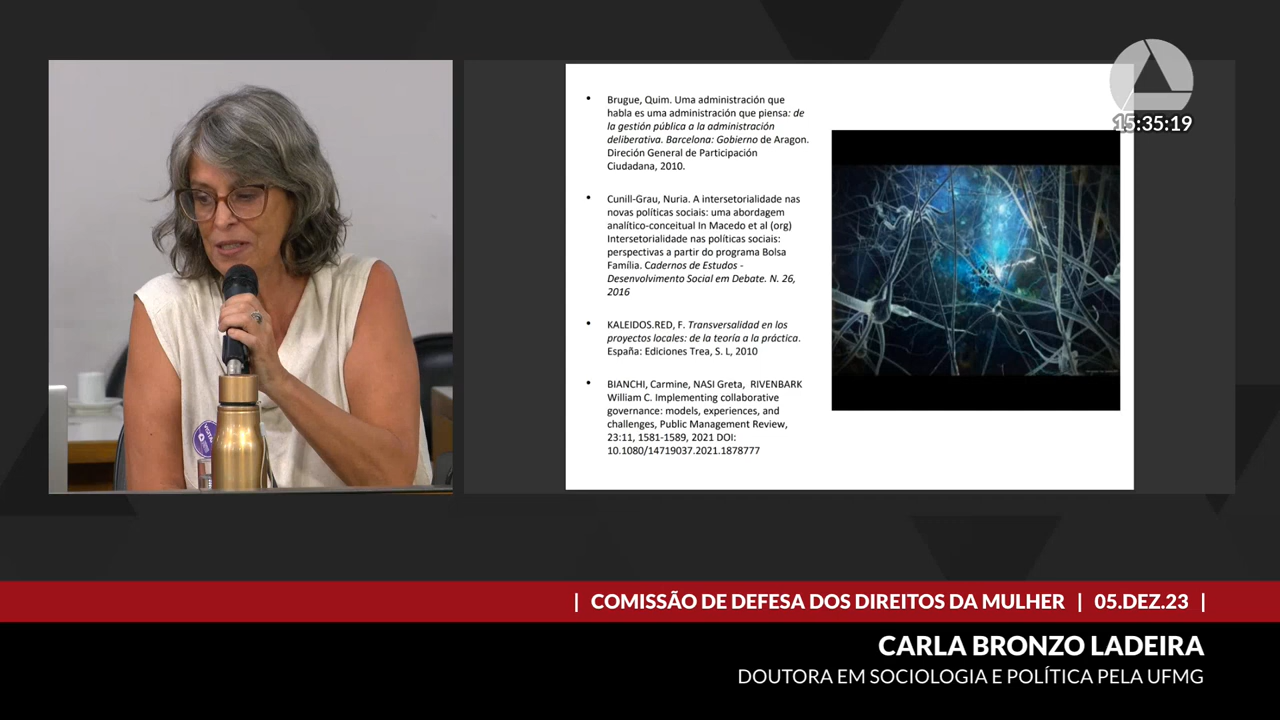 15:35:19
• Brugue, Quim. Uma administración que
habla es uma administración que piensa: de
la gestión pública a la administración
deliberativa. Barcelona: Gobierno de Aragon.
Direción General de Participación
Ciudadana, 2010.
• Cunill-Grau, Nuria. A intersetorialidade nas
novas políticas sociais: uma abordagem
analítico-conceitual In Macedo et al (org)
Intersetorialidade nas políticas sociais:
perspectivas a partir do programa Bolsa
Família. Cadernos de Estudos -
Desenvolvimento Social em Debate. N. 26,
2016
• KALEIDOS.RED, F. Transversalidad en los
proyectos locales: de la teoría a la práctica.
España: Ediciones Trea, S. L, 2010
• BIANCHI, Carmine, NASI Greta, RIVENBARK
William C. Implementing collaborative
governance: models, experiences, and
challenges, Public Management Review,
23:11, 1581-1589, 2021 DOI:
10.1080/14719037.2021.1878777
| COMISSÃO DE DEFESA DOS DIREITOS DA MULHER | 05.DEZ.23 |
CARLA BRONZO LADEIRA
DOUTORA EM SOCIOLOGIA E POLÍTICA PELA UFMG